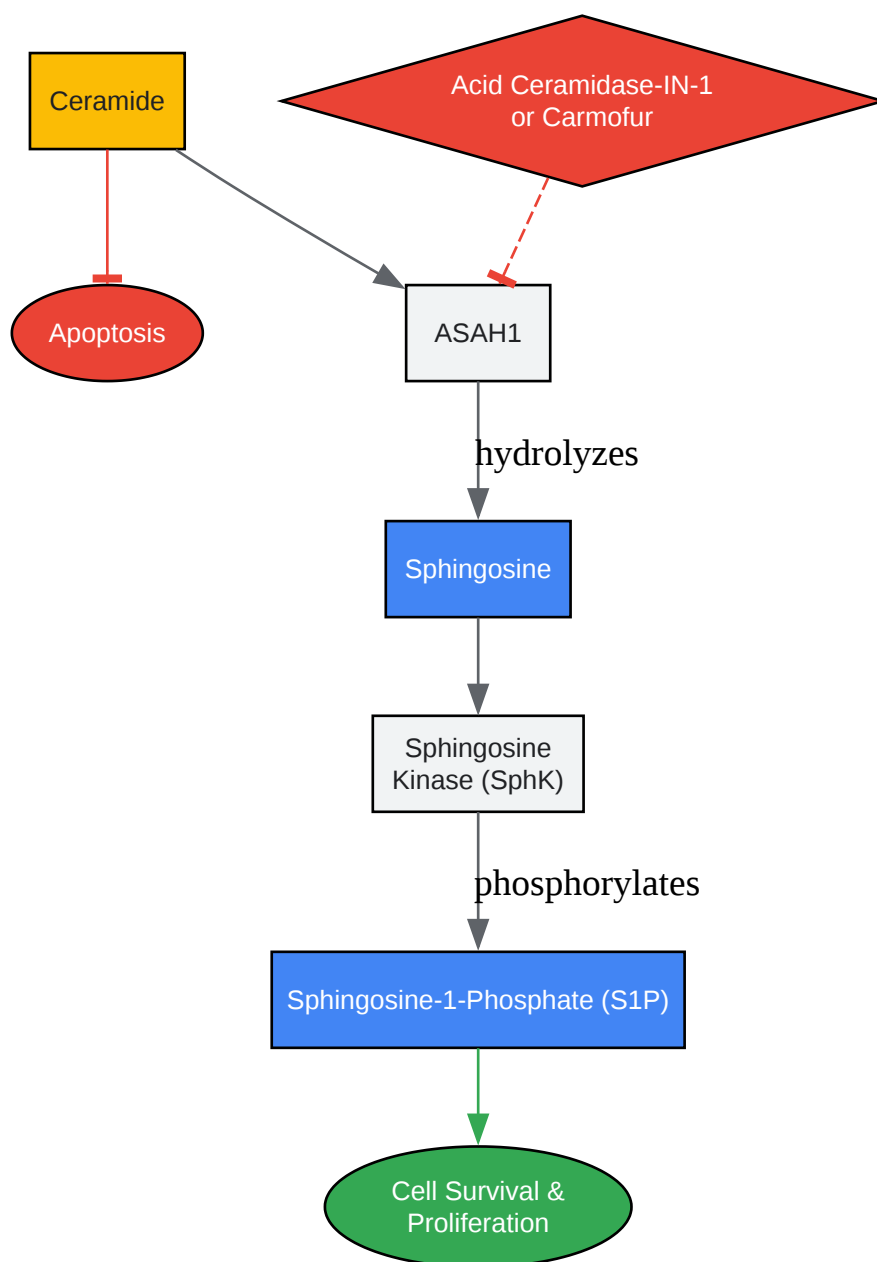 Ceramide
Acid Ceramidase-IN-1
or Carmofur
Apoptosis
ASAH1
hydrolyzes
Sphingosine
Sphingosine
Kinase (SphK)
phosphorylates
Sphingosine-1-Phosphate (S1P)
Cell Survival &
Proliferation